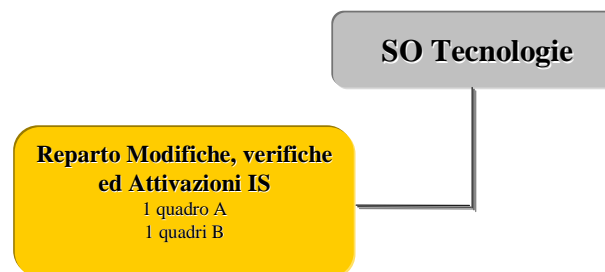 SO Tecnologie
Reparto Modifiche, verifiche
ed Attivazioni IS
1 quadro A
1 quadri B